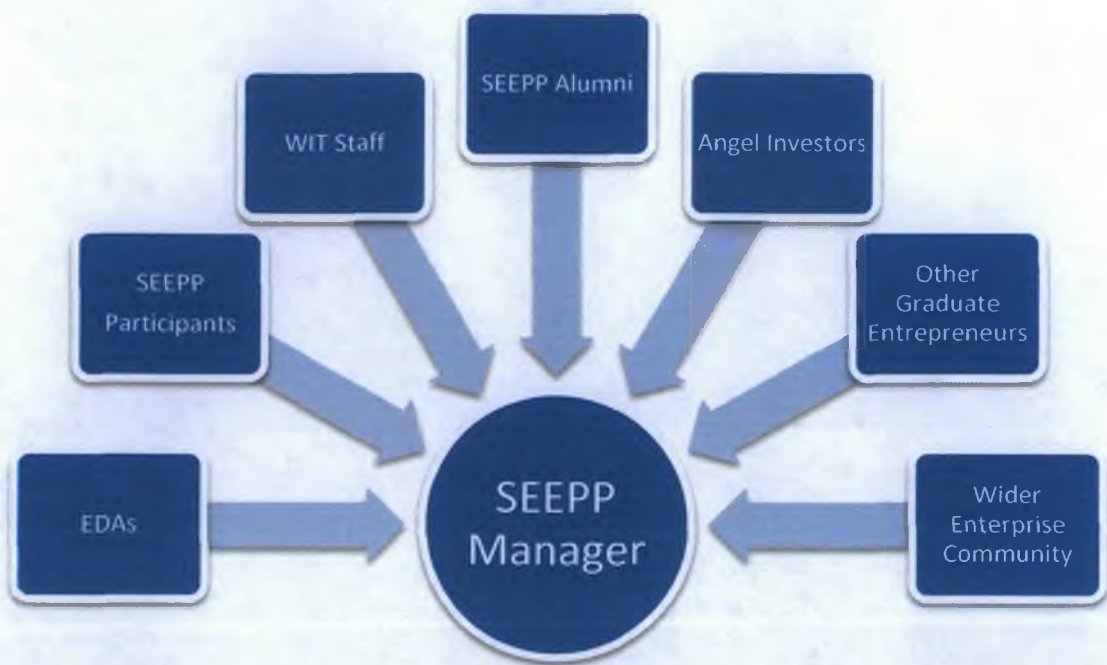 SEEPP Alumni
WIT Staff
Angel Investors
SEEPP
Participants
Other
Graduate
Entrepreneurs
EDAs
SEEPP
Manager
Wider
Enterprise
Community